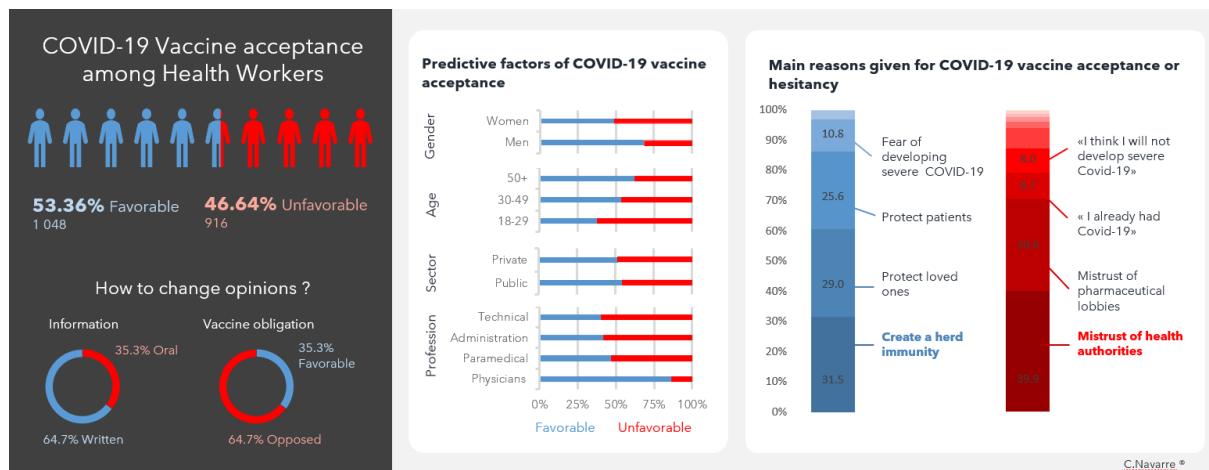 COVID-19 Vaccine acceptance
among Health Workers
53.36% Favorable
1 048
46.64% Unfavorable
916
How to change opinions ?
Information
Vaccine obligation
35.3% Oral
35.3%
Favorable
64.7% Written
64.7% Opposed
Predictive factors of COVID-19 vaccine
acceptance
Gender
Women
Men
Age
50+
30-49
18-29
Sector
Private
Public
Profession
Technical
Administration
Paramedical
Physicians
0% 25% 50% 75% 100%
Favorable Unfavorable
Main reasons given for COVID-19 vaccine acceptance or
hesitancy
100%
90%
80%
70%
60%
50%
40%
30%
20%
10%
0%
10.8
25.6
29.0
31.5
Fear of
developing
severe COVID-19
Protect patients
Protect loved
ones
Create a herd
immunity
8.0
39.9
«I think I will not
develop severe
Covid-19»
« I already had
Covid-19»
Mistrust of
pharmaceutical
lobbies
Mistrust of health
authorities
C.Navarre ®